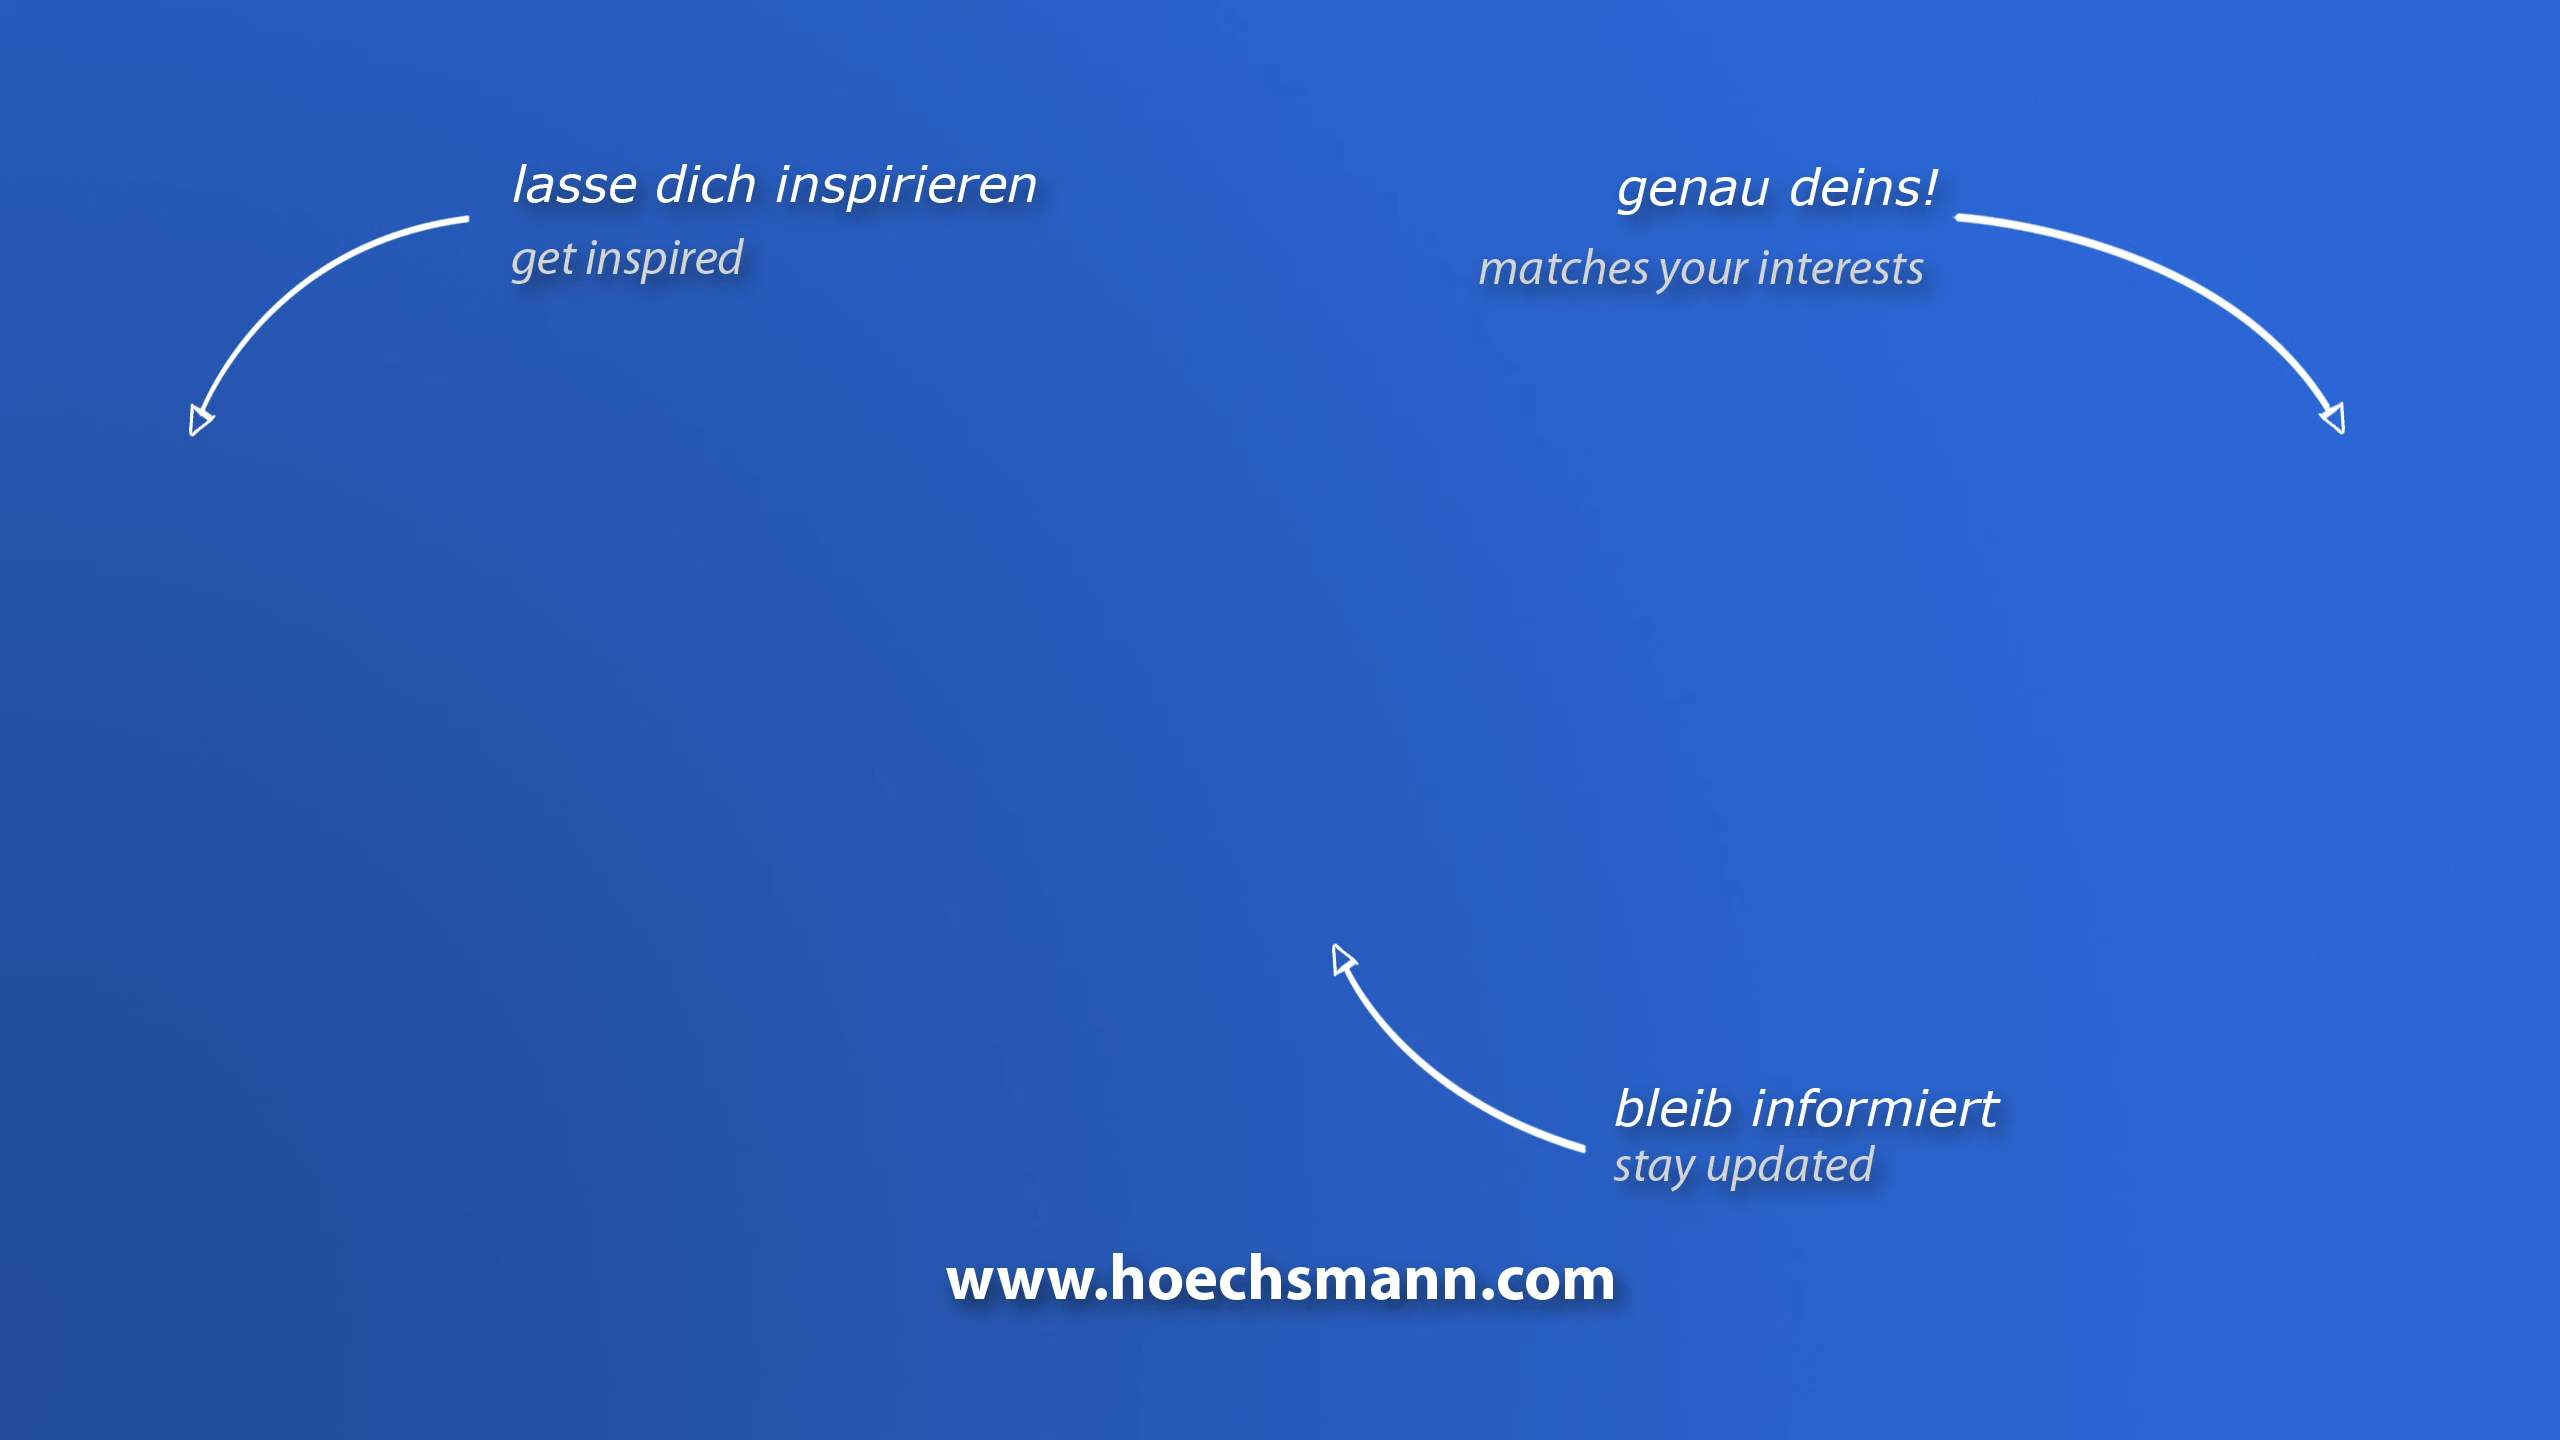 lasse dich inspirieren
get inspired
genau deins!
matches your interests
bleib informiert
stay updated
www.hoechsmann.com